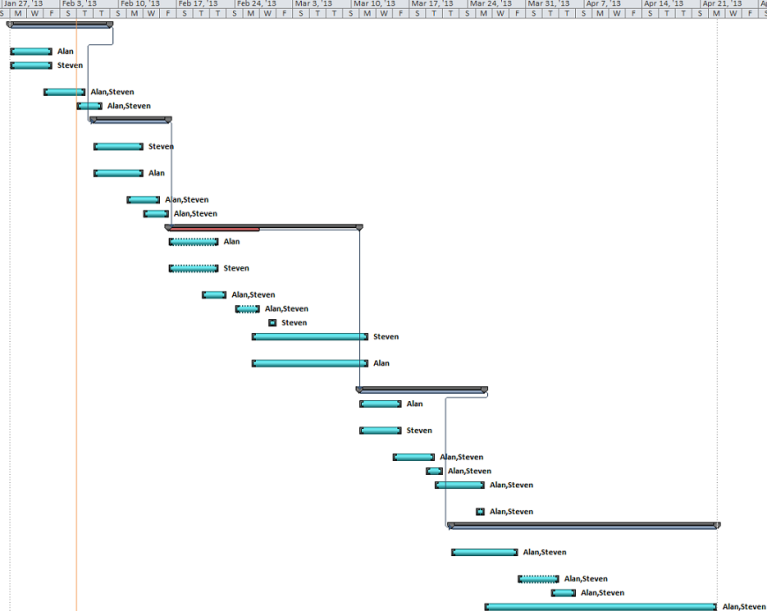 Jan 27, '13 Feb 3, '13 Feb 10, '13 Feb 17, '13 Feb 24, '13 Mar 3, '13 Mar 10, '13 Mar 17, '13 Mar 24, '13 Mar 31, '13 Apr 7, '13 Apr 14, '13 Apr 21, '13
S M W F S T T S M W F S T T S M W F S T T S M W F S T T S M W F S T T S M W F S T T S M W
Alan
Steven
Alan,Steven
Alan,Steven
Steven
Alan
Alan,Steven
Alan,Steven
Alan
Steven
Alan,Steven
Alan,Steven
Steven
Steven
Alan
Alan
Steven
Alan,Steven
Alan,Steven
Alan,Steven
Alan,Steven
Alan,Steven
Alan,Steven
Alan,Steven
Alan,Steven